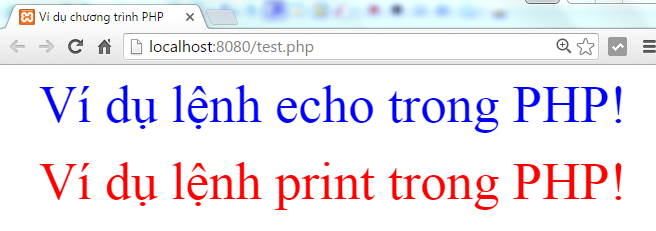 Ví dụ chương trình PHP
localhost:8080/test.php
Ví dụ lệnh echo trong PHP!
Ví dụ lệnh print trong PHP!